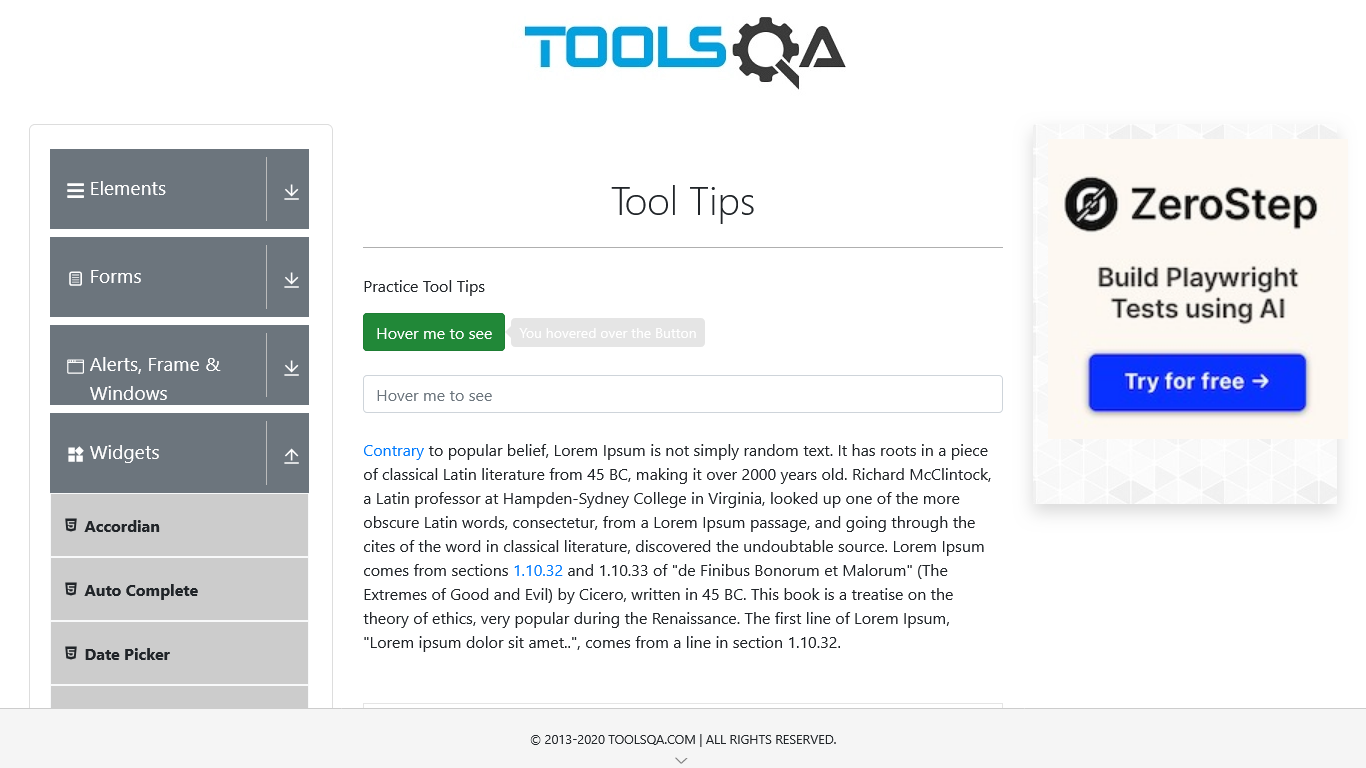 TOOLSQA
Elements
Forms
Alerts, Frame &
Windows
Widgets
Accordian
Auto Complete
Date Picker
Tool Tips
Practice Tool Tips
Hover me to see
You hovered over the Button
Hover me to see
Contrary to popular belief, Lorem Ipsum is not simply random text. It has roots in a piece
of classical Latin literature from 45 BC, making it over 2000 years old. Richard McClintock,
a Latin professor at Hampden-Sydney College in Virginia, looked up one of the more
obscure Latin words, consectetur, from a Lorem Ipsum passage, and going through the
cites of the word in classical literature, discovered the undoubtable source. Lorem Ipsum
comes from sections 1.10.32 and 1.10.33 of "de Finibus Bonorum et Malorum" (The
Extremes of Good and Evil) by Cicero, written in 45 BC. This book is a treatise on the
theory of ethics, very popular during the Renaissance. The first line of Lorem Ipsum,
"Lorem ipsum dolor sit amet..", comes from a line in section 1.10.32.
ZeroStep
Build Playwright
Tests using AI
Try for free →
© 2013-2020 TOOLSQA.COM | ALL RIGHTS RESERVED.